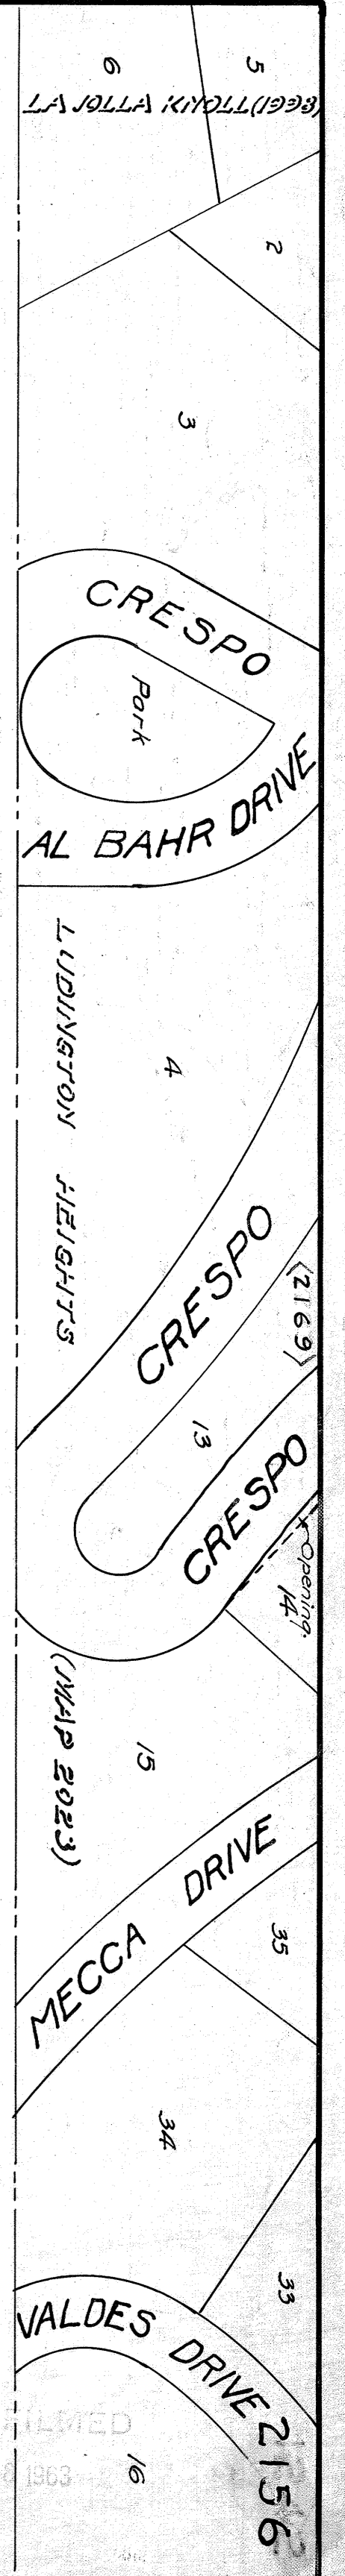 5
6
LA JOLLA KNOLL (1998)
2
3
CRESPO
Park
AL BAHR DRIVE
LUDINGTON HEIGHTS
4
CRESPO
(2169)
13
CRESPO
Opening
14
15
(MAP 2023)
MECCA DRIVE
35
34
33
VALDES DRIVE
2156
16
1963